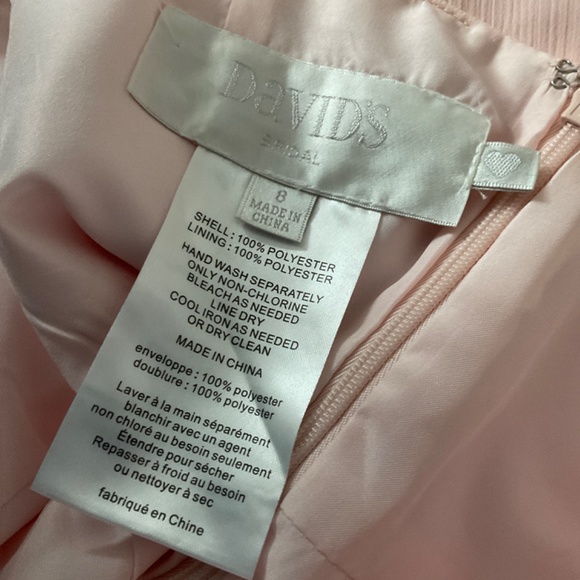 DAVID'S
BRIDAL
8
MADE IN
CHINA
SHELL : 100% POLYESTER
LINING : 100% POLYESTER
HAND WASH SEPARATELY
ONLY NON-CHLORINE
BLEACH AS NEEDED
LINE DRY
COOL IRON AS NEEDED
OR DRY CLEAN
MADE IN CHINA
enveloppe : 100% polyester
doublure : 100% polyester
Laver à la main séparément
blanchir avec un agent
non chloré au besoin seulement
Étendre pour sécher
Repasser à froid au besoin
ou nettoyer à sec
fabriqué en Chine